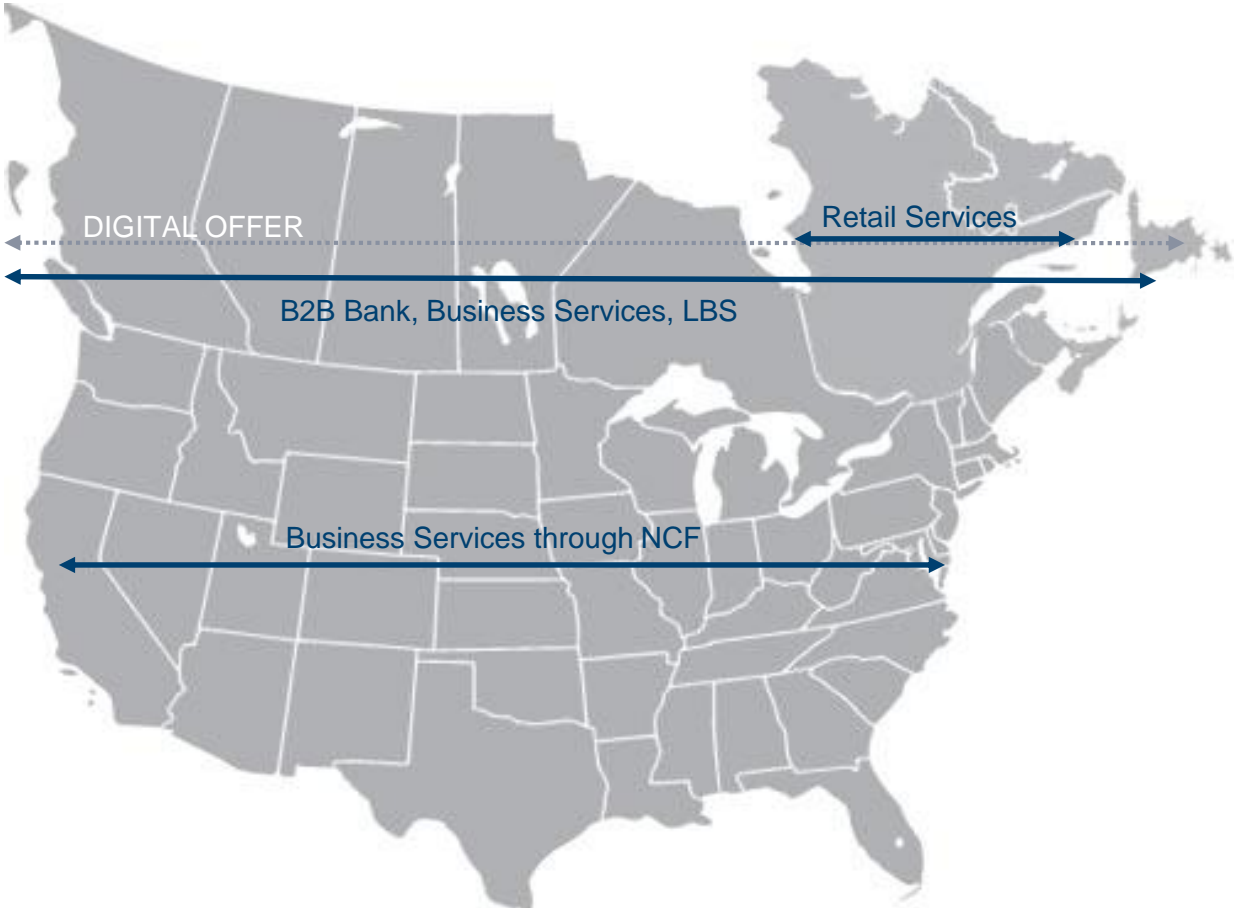 Retail Services
DIGITAL OFFER
B2B Bank, Business Services, LBS
Business Services through NCF